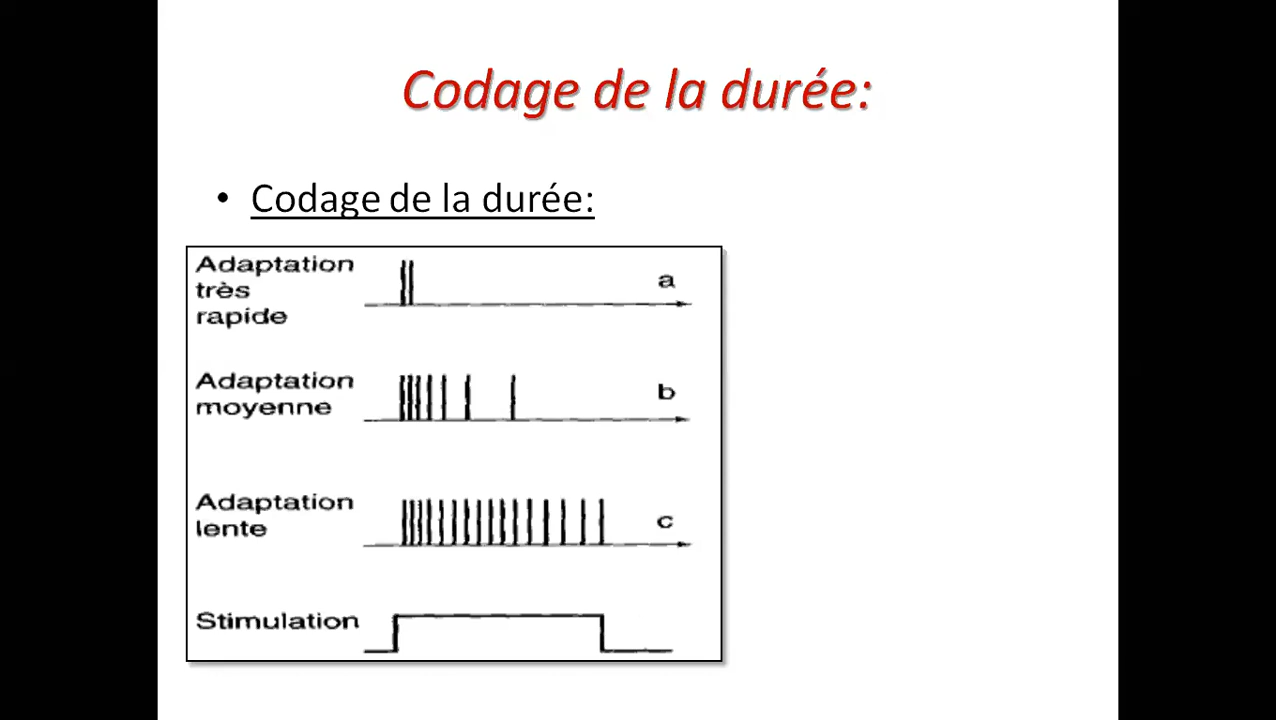 Codage de la durée:
• Codage de la durée:
Adaptation
très
rapide
a
Adaptation
moyenne
b
Adaptation
lente
c
Stimulation